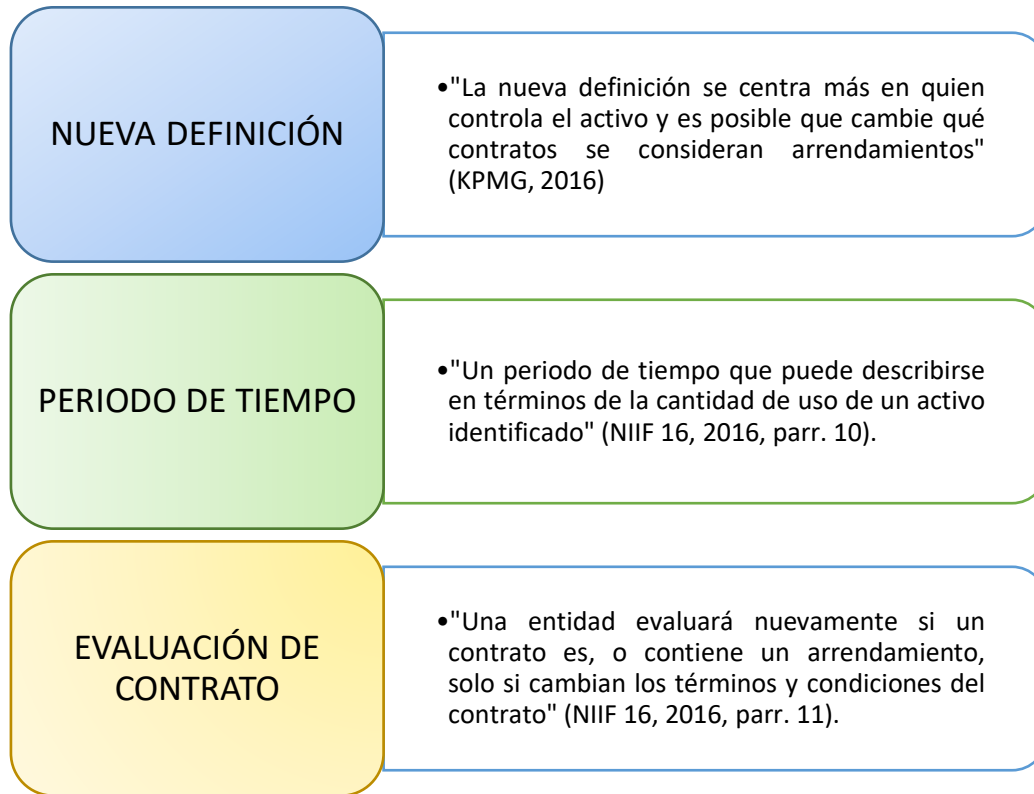 NUEVA DEFINICIÓN
•"La nueva definición se centra más en quien
controla el activo y es posible que cambie qué
contratos se consideran arrendamientos"
(KPMG, 2016)
PERIODO DE TIEMPO
•"Un periodo de tiempo que puede describirse
en términos de la cantidad de uso de un activo
identificado" (NIIF 16, 2016, parr. 10).
EVALUACIÓN DE
CONTRATO
•"Una entidad evaluará nuevamente si un
contrato es, o contiene un arrendamiento,
solo si cambian los términos y condiciones del
contrato" (NIIF 16, 2016, parr. 11).